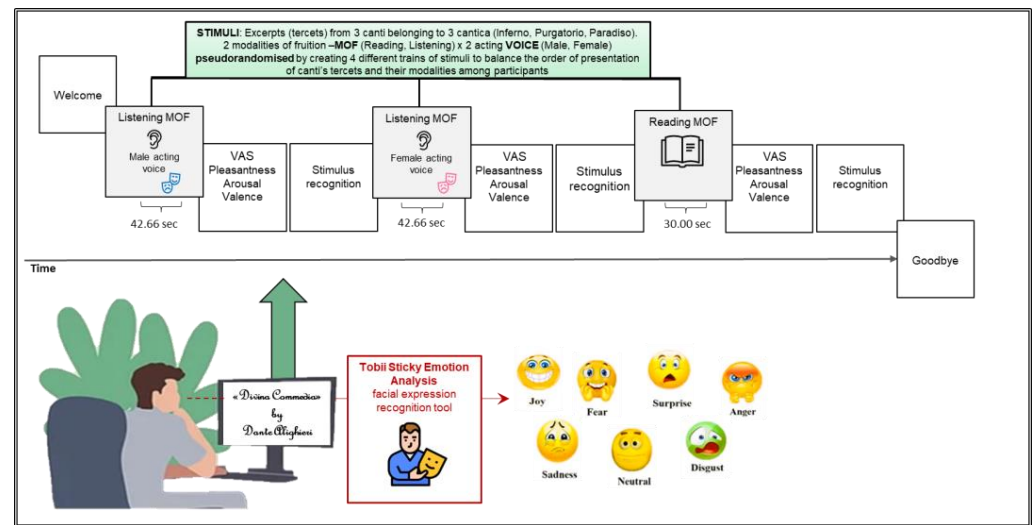 STIMULI: Excerpts (tercets) from 3 canti belonging to 3 cantica (Inferno, Purgatorio, Paradiso).
2 modalities of fruition –MOF (Reading, Listening) x 2 acting VOICE (Male, Female)
pseudorandomised by creating 4 different trains of stimuli to balance the order of presentation
of canti's tercets and their modalities among participants
Welcome
Listening MOF
Male acting
voice
42.66 sec
VAS
Pleasantness
Arousal
Valence
Stimulus
recognition
Listening MOF
Female acting
voice
42.66 sec
VAS
Pleasantness
Arousal
Valence
Stimulus
recognition
Reading MOF
30.00 sec
VAS
Pleasantness
Arousal
Valence
Stimulus
recognition
Goodbye
Time
«Divina Commedia»
by
Dante Alighieri
Tobii Sticky Emotion
Analysis
facial expression
recognition tool
Joy
Fear
Surprise
Anger
Sadness
Neutral
Disgust